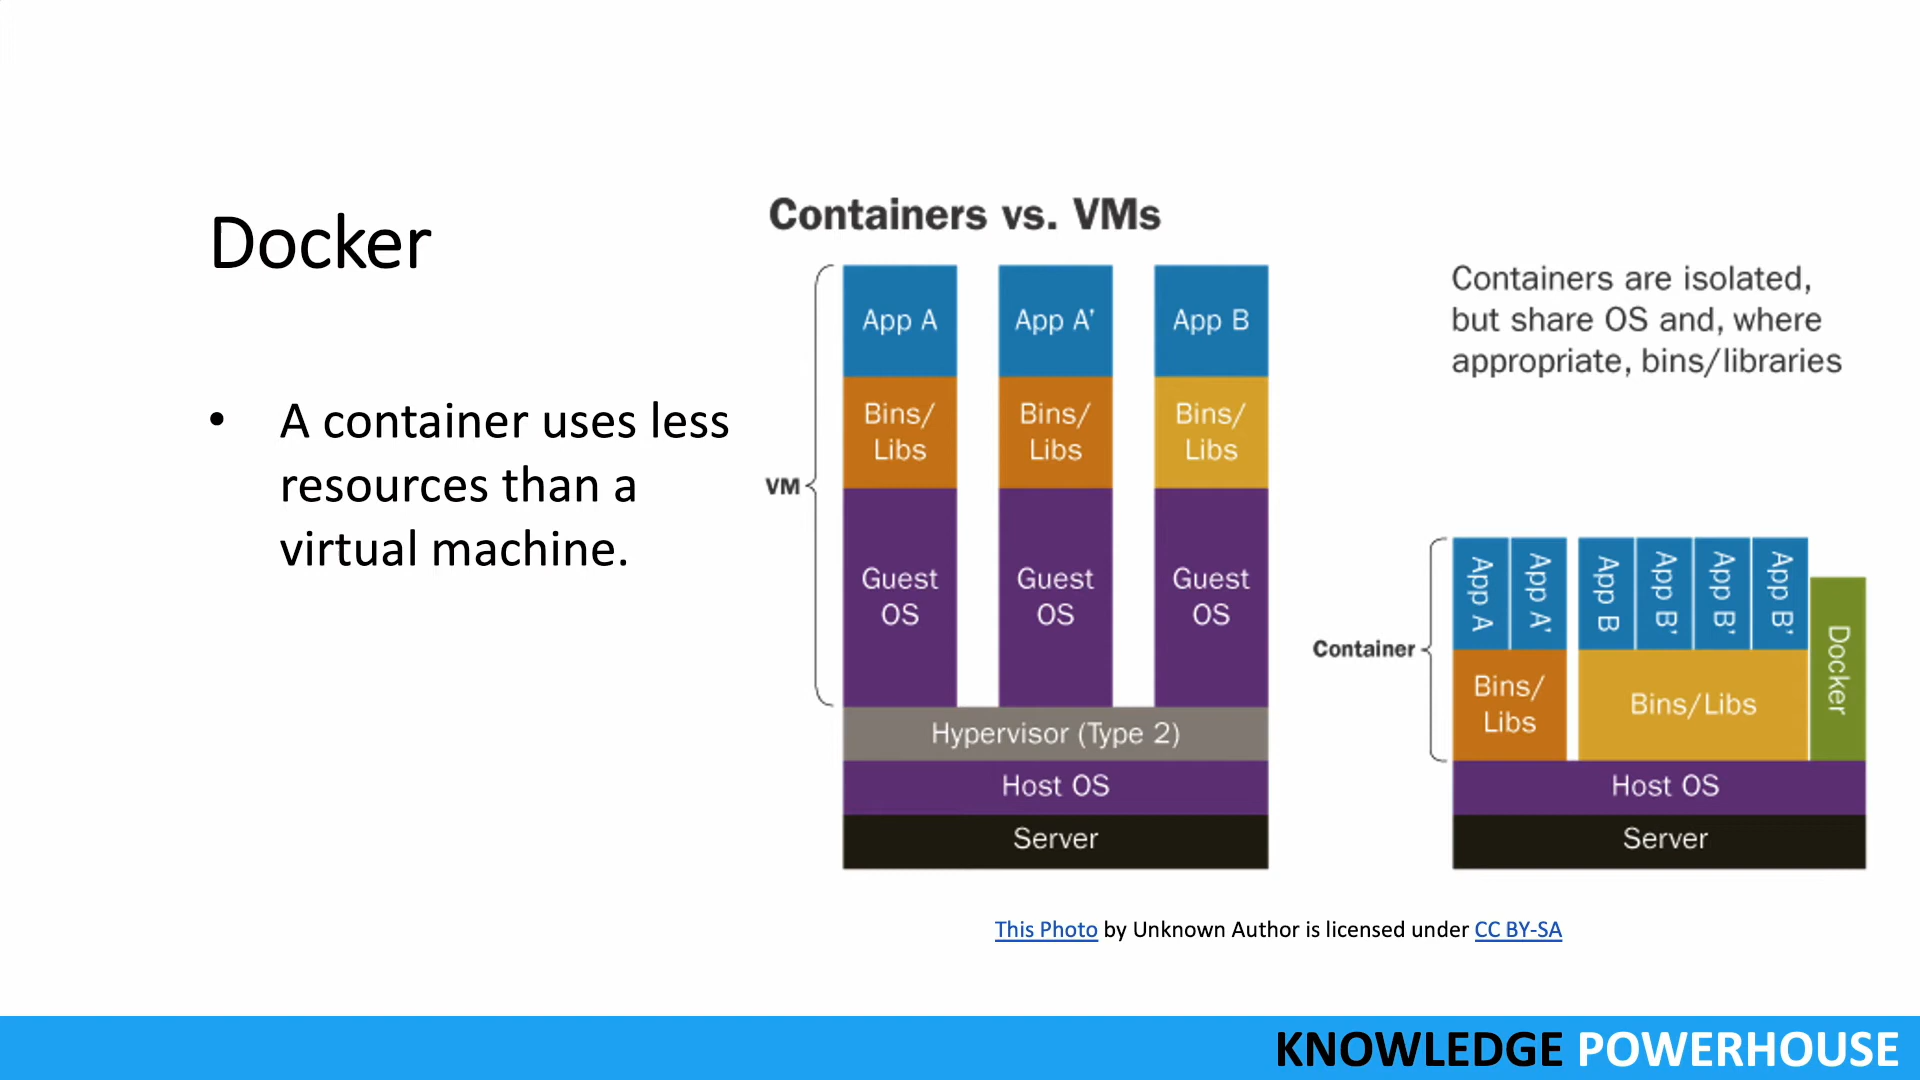 Docker
• A container uses less
resources than a
virtual machine.
Containers vs. VMs
VM
App A
Bins/
Libs
Guest
OS
App A’
Bins/
Libs
Guest
OS
App B
Bins/
Libs
Guest
OS
Hypervisor (Type 2)
Host OS
Server
Containers are isolated,
but share OS and, where
appropriate, bins/libraries
Container
App A
App A’
App B
App B’
App B’
App B’
Docker
Bins/
Libs
Bins/Libs
Host OS
Server
This Photo by Unknown Author is licensed under CC BY-SA
KNOWLEDGE POWERHOUSE